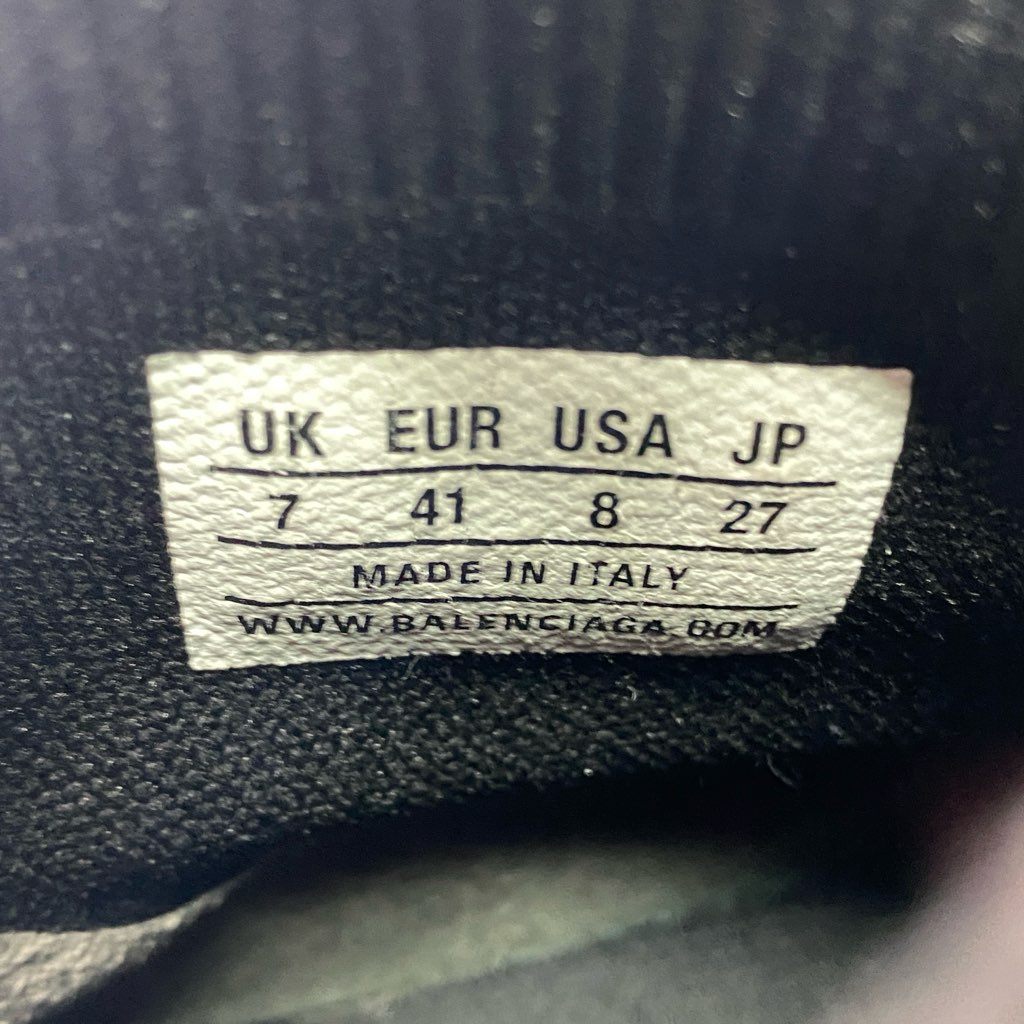 UK EUR USA JP
7 41 8 27
MADE IN ITALY
WWW.BALENCIAGA.COM